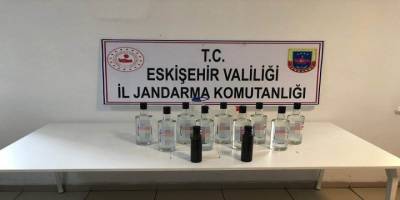 T.C.
ESKİŞEHİR VALİLİĞİ
İL JANDARMA KOMUTANLIĞI